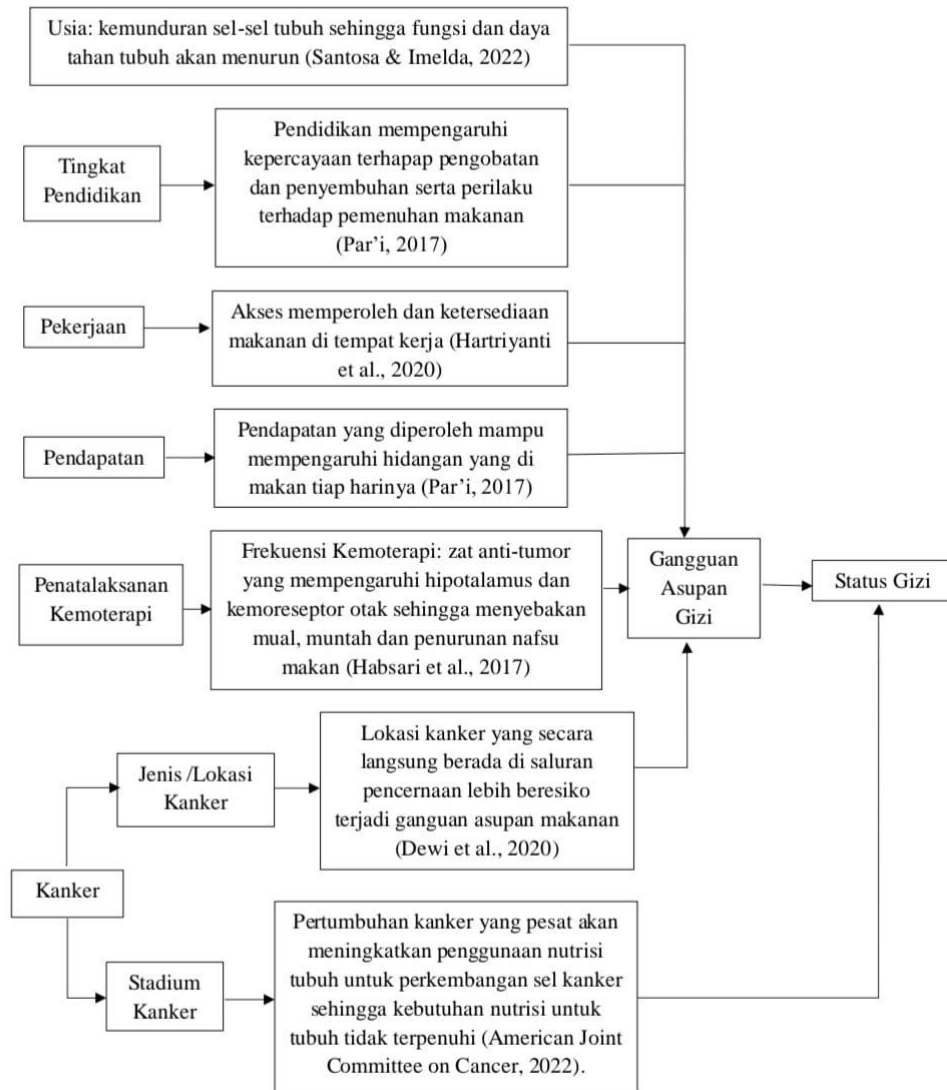 Usia: kemunduran sel-sel tubuh sehingga fungsi dan daya
tahan tubuh akan menurun (Santosa & Imelda, 2022)
Tingkat
Pendidikan
Pendidikan mempengaruhi
kepercayaan terhapap pengobatan
dan penyembuhan serta perilaku
terhadap pemenuhan makanan
(Par’i, 2017)
Pekerjaan
Akses memperoleh dan ketersediaan
makanan di tempat kerja (Hartriyanti
et al., 2020)
Pendapatan
Pendapatan yang diperoleh mampu
mempengaruhi hidangan yang di
makan tiap harinya (Par’i, 2017)
Penatalaksanan
Kemoterapi
Frekuensi Kemoterapi: zat anti-tumor
yang mempengaruhi hipotalamus dan
kemoreseptor otak sehingga menyebakan
mual, muntah dan penurunan nafsu
makan (Habsari et al., 2017)
Gangguan
Asupan
Gizi
Status Gizi
Jenis /Lokasi
Kanker
Lokasi kanker yang secara
langsung berada di saluran
pencernaan lebih beresiko
terjadi ganguan asupan makanan
(Dewi et al., 2020)
Kanker
Stadium
Kanker
Pertumbuhan kanker yang pesat akan
meningkatkan penggunaan nutrisi
tubuh untuk perkembangan sel kanker
sehingga kebutuhan nutrisi untuk
tubuh tidak terpenuhi (American Joint
Committee on Cancer, 2022).